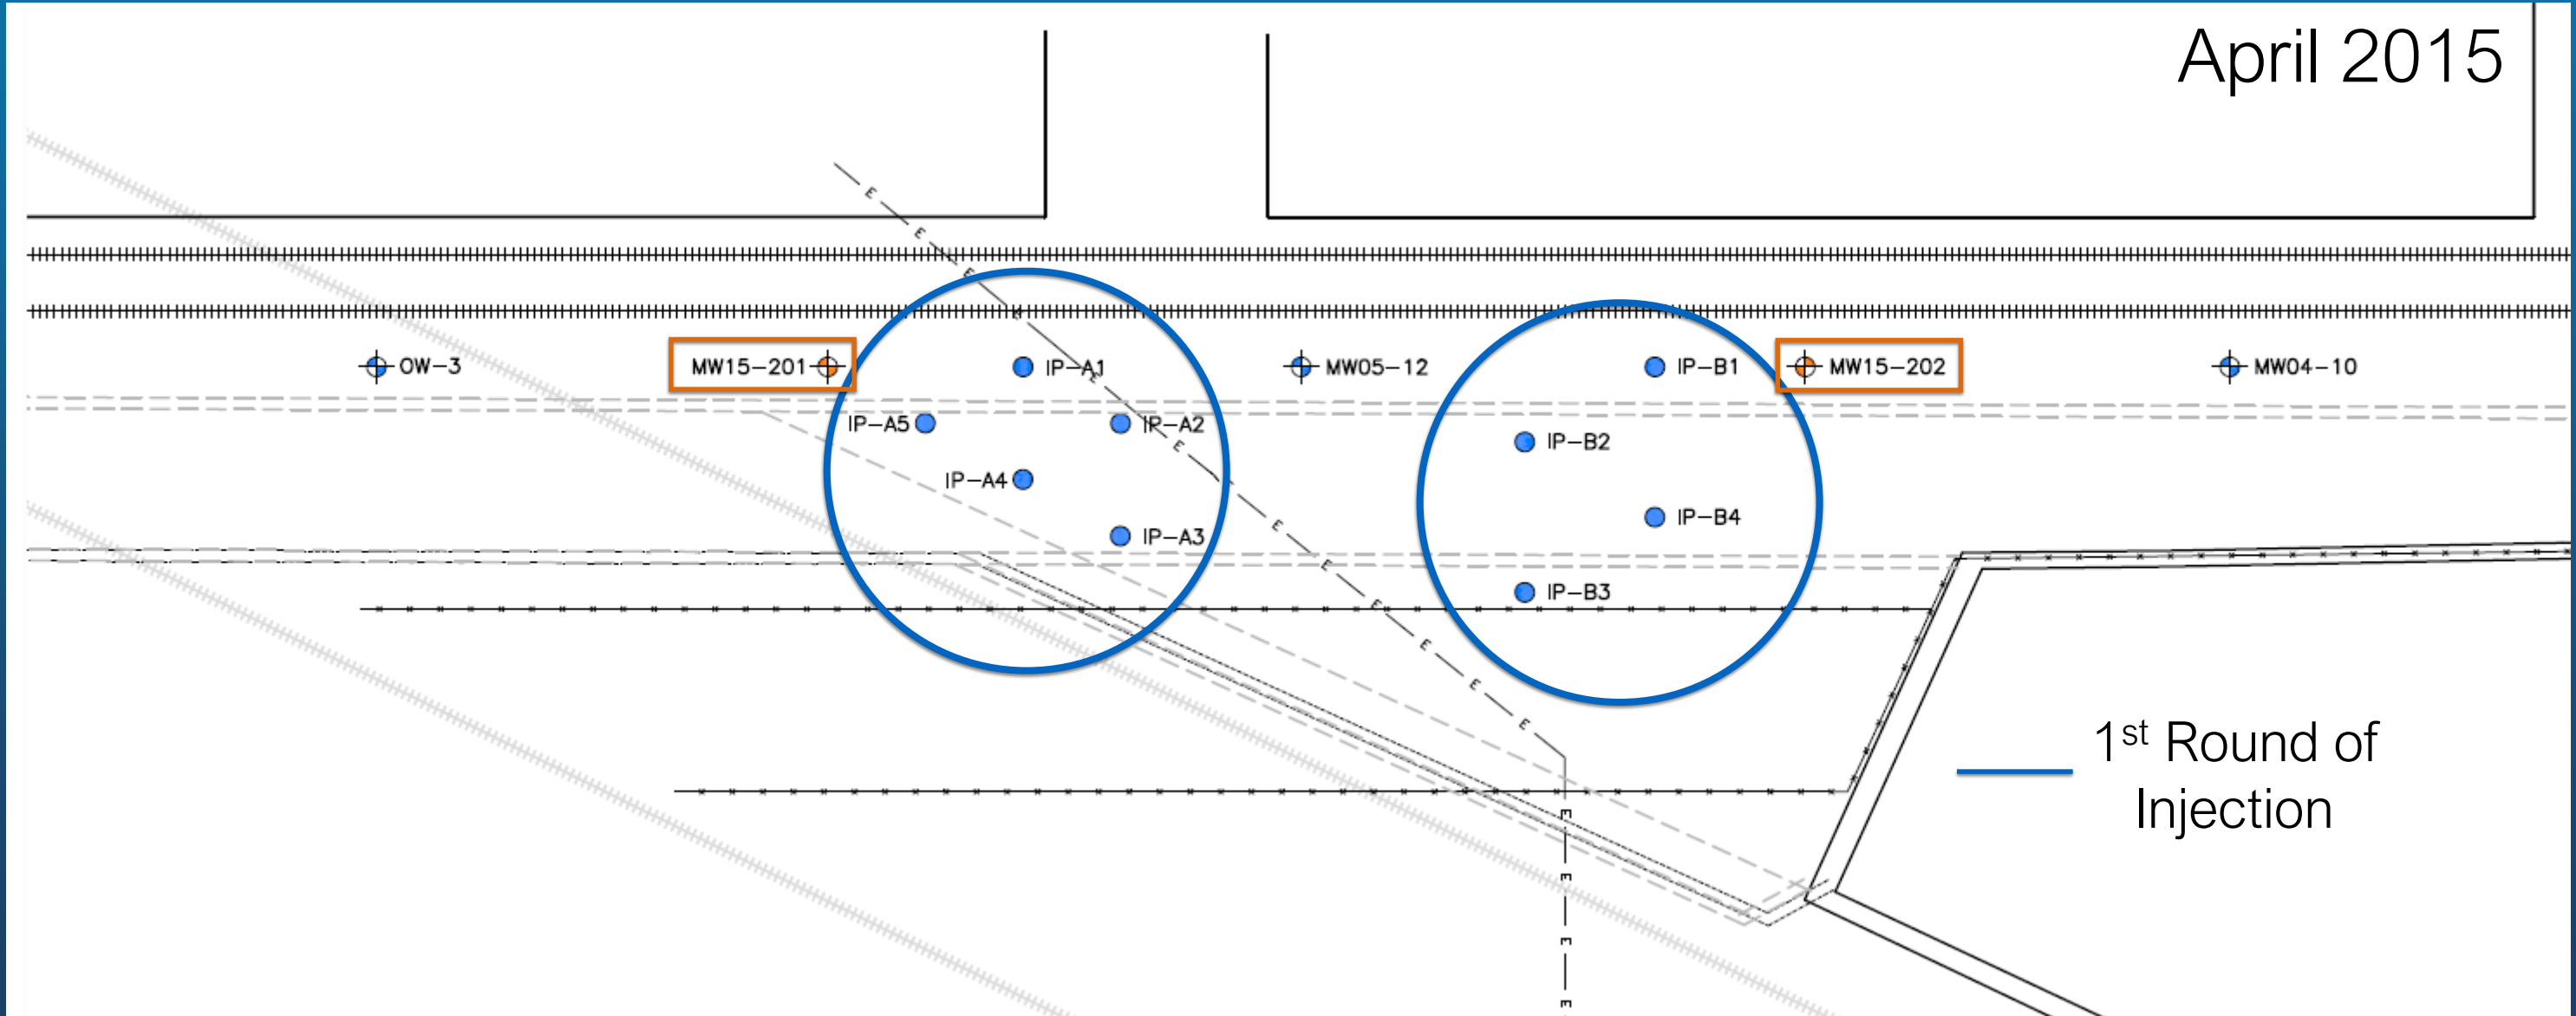 April 2015
E
E
E
E
OW-3
MW15-201
IP-A1
MW05-12
IP-B1
MW15-202
MW04-10
E
IP-A5
IP-A2
E
IP-B2
IP-A4
IP-B4
E
IP-A3
E
IP-B3
E
E
E
E
1st Round of
Injection
E
E
E
E